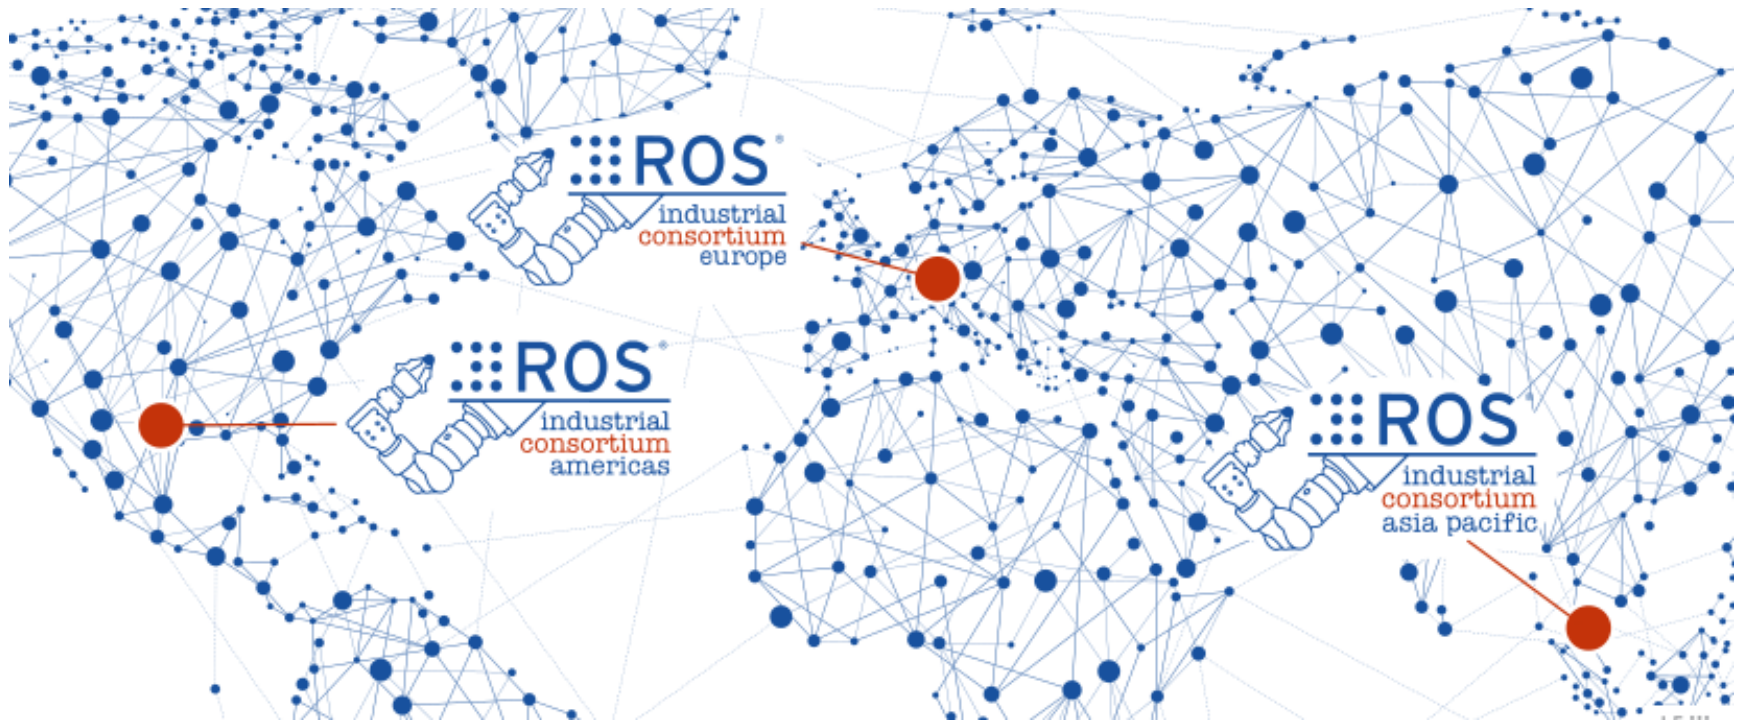 ROS®
industrial
consortium
europe
ROS®
industrial
consortium
americas
ROS
industrial
consortium
asia pacific